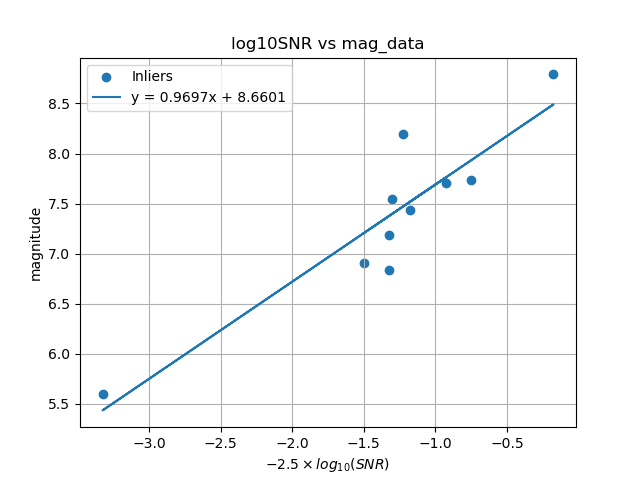 log10SNR vs mag_data
Inliers
y = 0.9697x + 8.6601
magnitude
8.5
8.0
7.5
7.0
6.5
6.0
5.5
−3.0 −2.5 −2.0 −1.5 −1.0 −0.5
−2.5 × log₁₀(SNR)